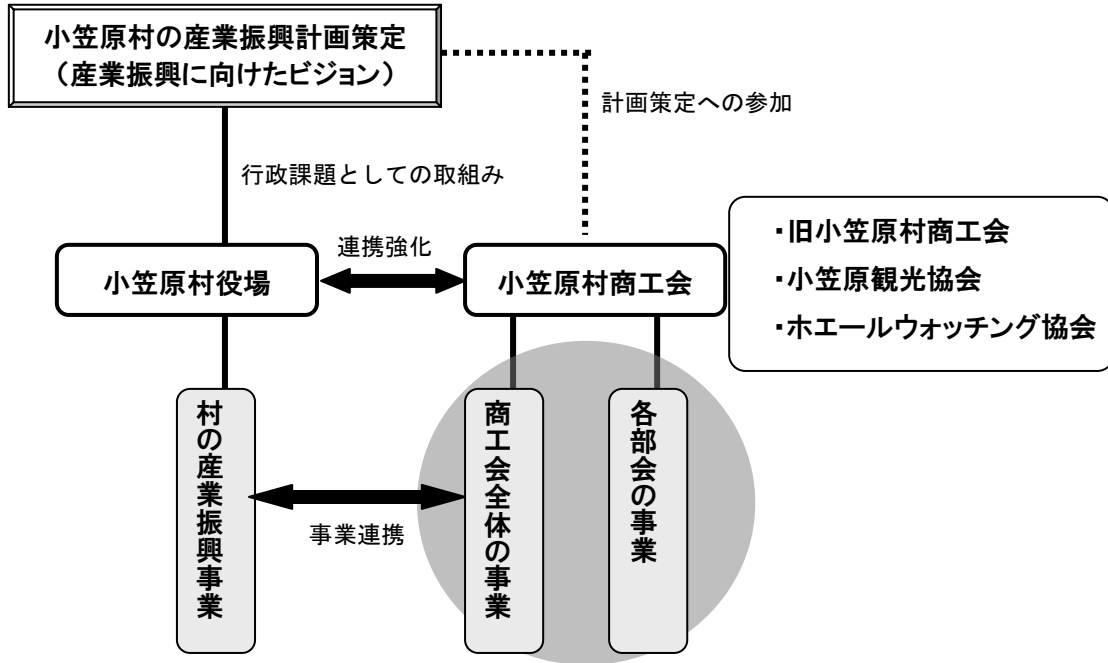 小笠原村の産業振興計画策定
（産業振興に向けたビジョン）
計画策定への参加
行政課題としての取組み
連携強化
小笠原村役場
小笠原村商工会
・旧小笠原村商工会
・小笠原観光協会
・ホエールウォッチング協会
村の産業振興事業
事業連携
商工会全体の事業
各部会の事業